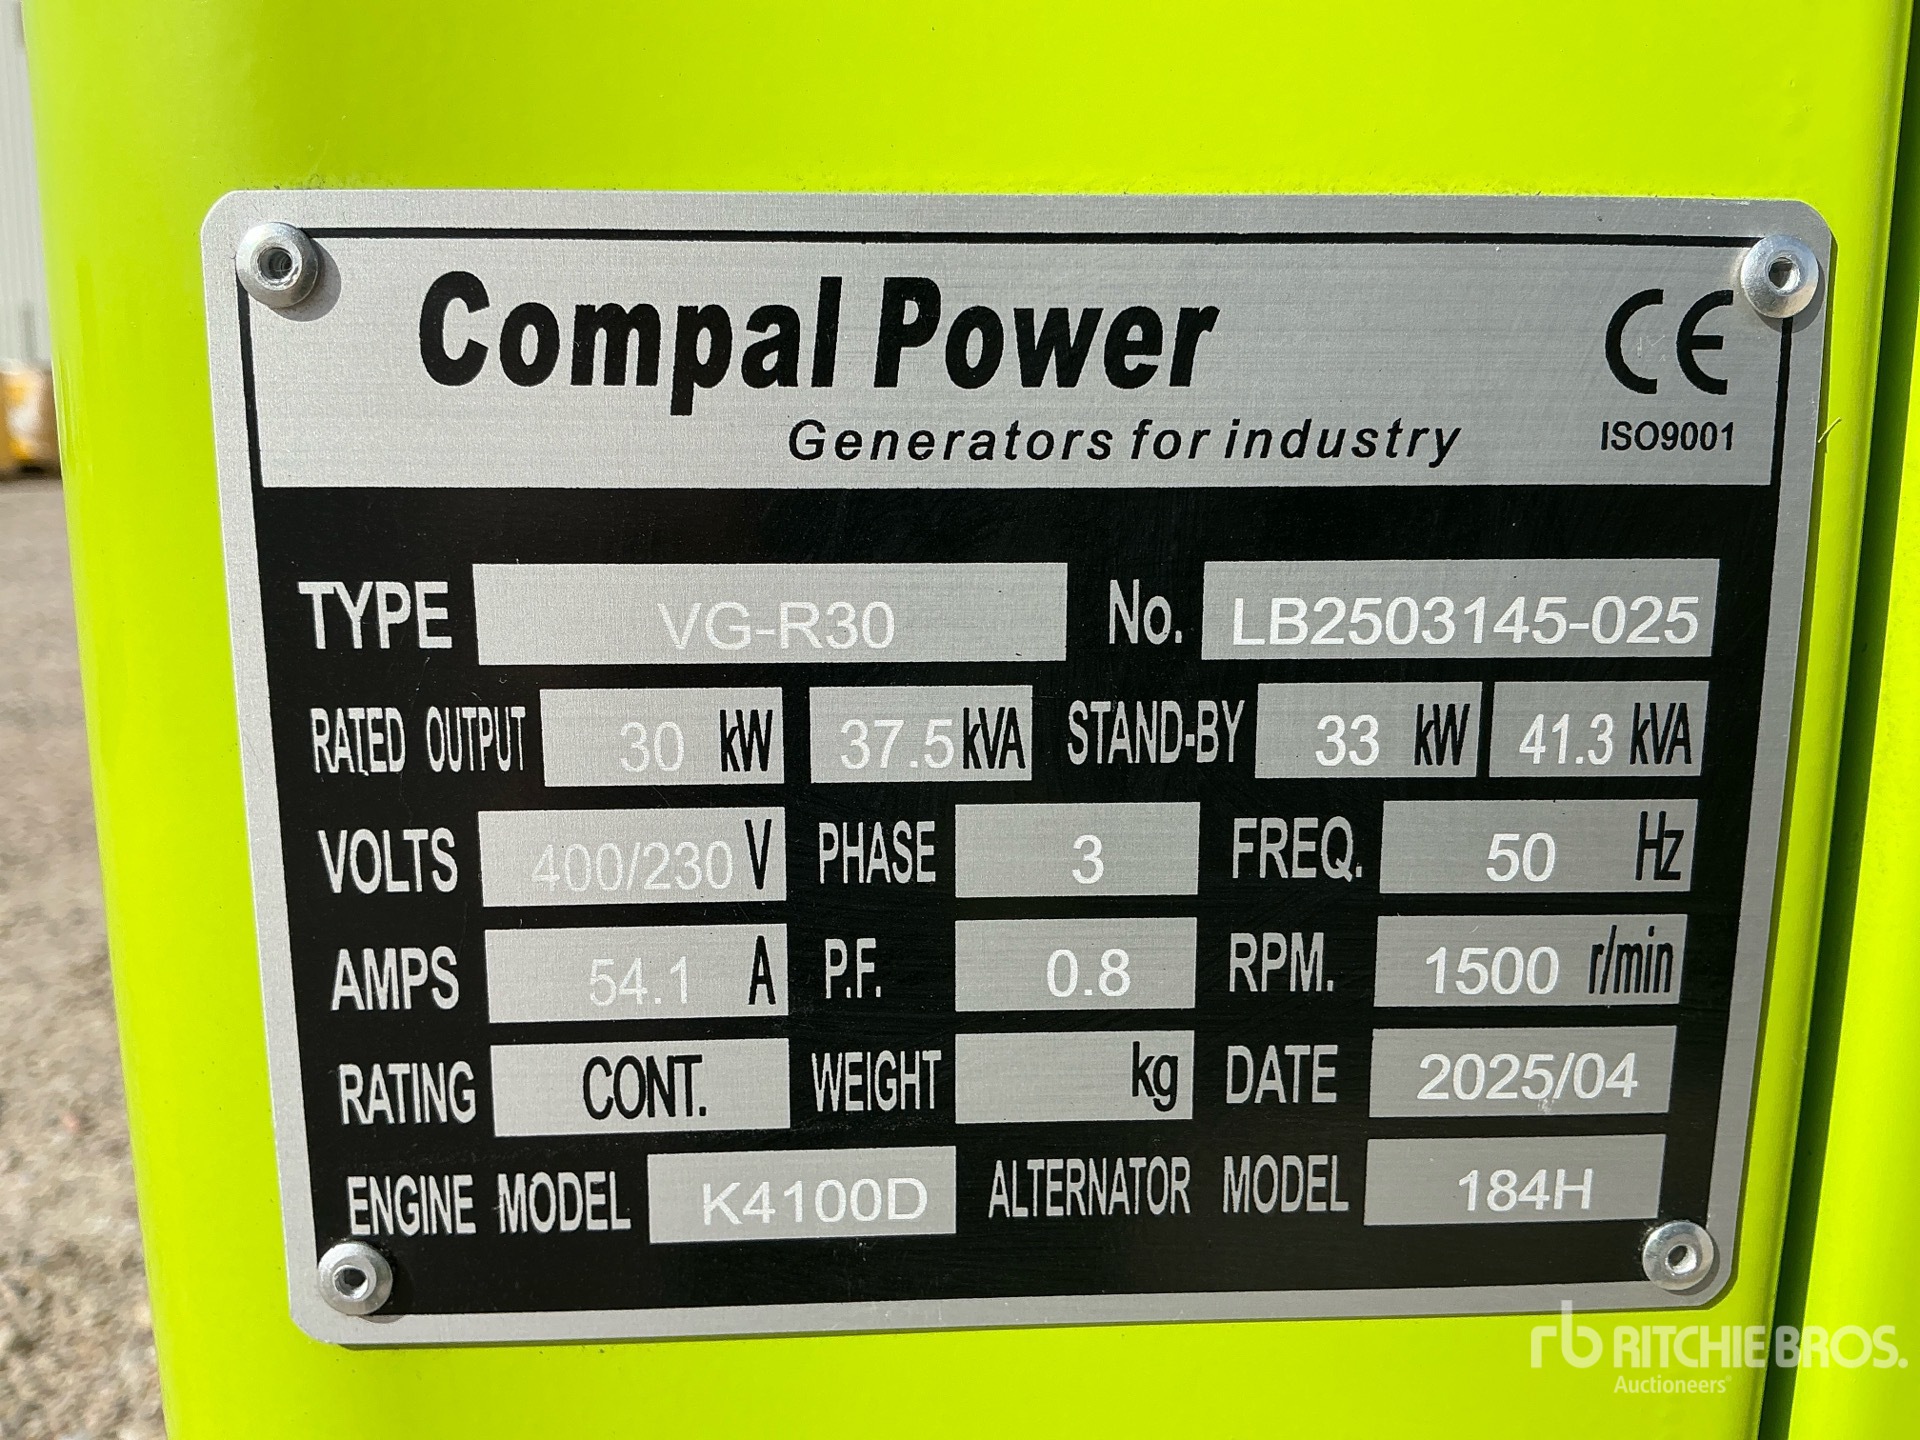 Compal Power
CE
Generators for industry
ISO9001
TYPE VG-R30 No. LB2503145-025
RATED OUTPUT 30 kW 37.5 kVA STAND-BY 33 kW 41.3 kVA
VOLTS 400/230 V PHASE 3 FREQ. 50 Hz
AMPS 54.1 A P.F. 0.8 RPM. 1500 r/min
RATING CONT. WEIGHT kg DATE 2025/04
ENGINE MODEL K4100D ALTERNATOR MODEL 184H
rb RITCHIE BROS.
Auctioneers